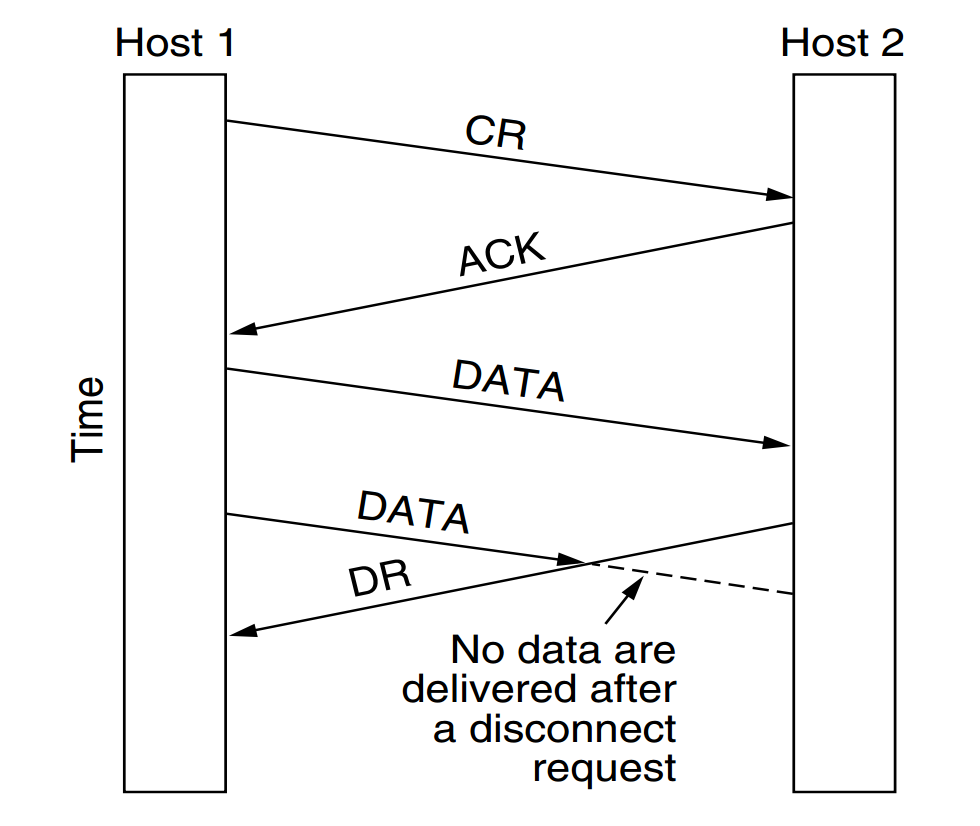 Host 1
Host 2
CR
ACK
DATA
Time
DATA
DR
No data are
delivered after
a disconnect
request